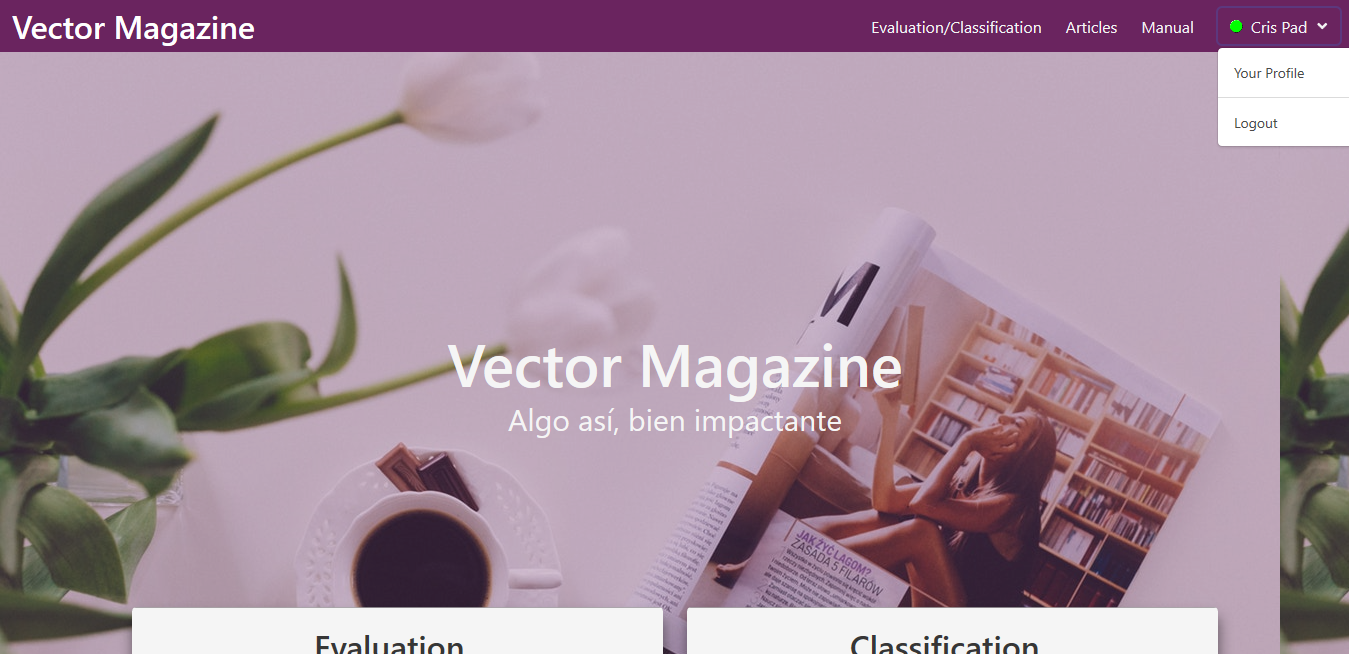 Vector Magazine
Evaluation/Classification
Articles
Manual
Cris Pad
Your Profile
Logout
Vector Magazine
Algo así, bien impactante
JAK ŻYĆ LAGOM?
ZASADA 5 FILARÓW
Evaluation
Classification